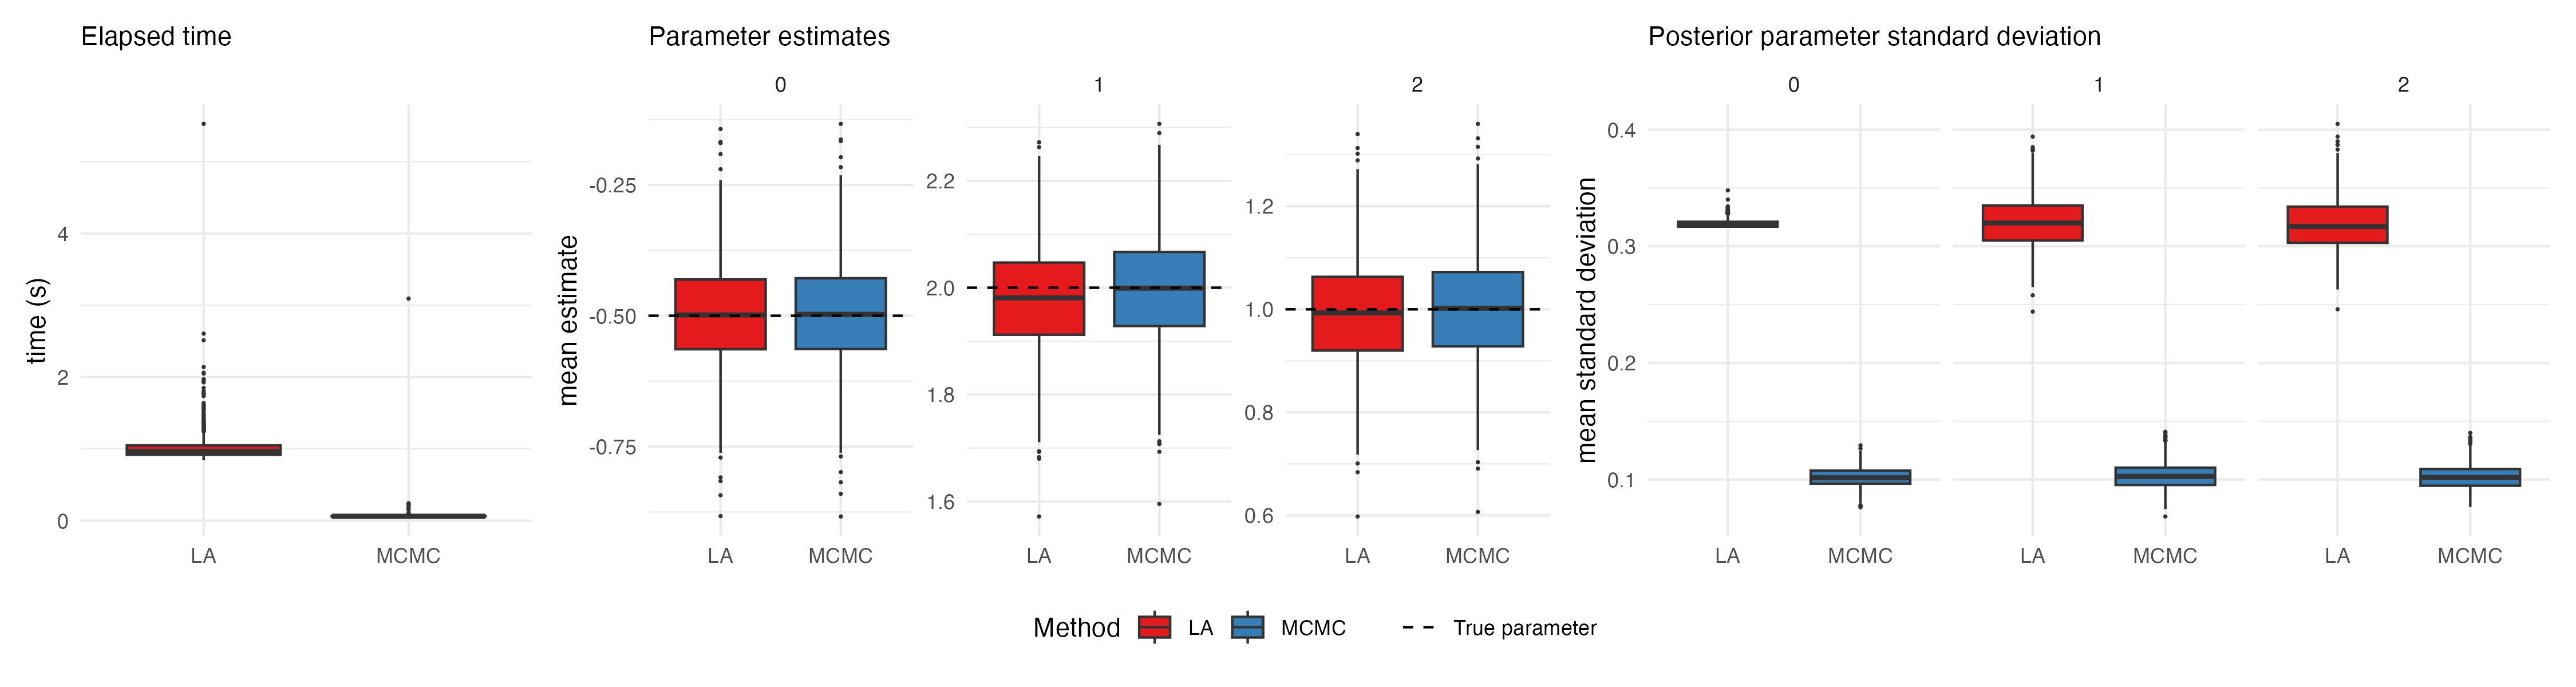 Elapsed time
time (s)
4
2
0
LA MCMC
Parameter estimates
mean estimate
0
-0.25
-0.50
-0.75
LA MCMC
1
2.2
2.0
1.8
1.6
LA MCMC
2
1.2
1.0
0.8
0.6
LA MCMC
Posterior parameter standard deviation
mean standard deviation
0 1 2
0.4
0.3
0.2
0.1
LA MCMC LA MCMC LA MCMC
Method LA MCMC True parameter